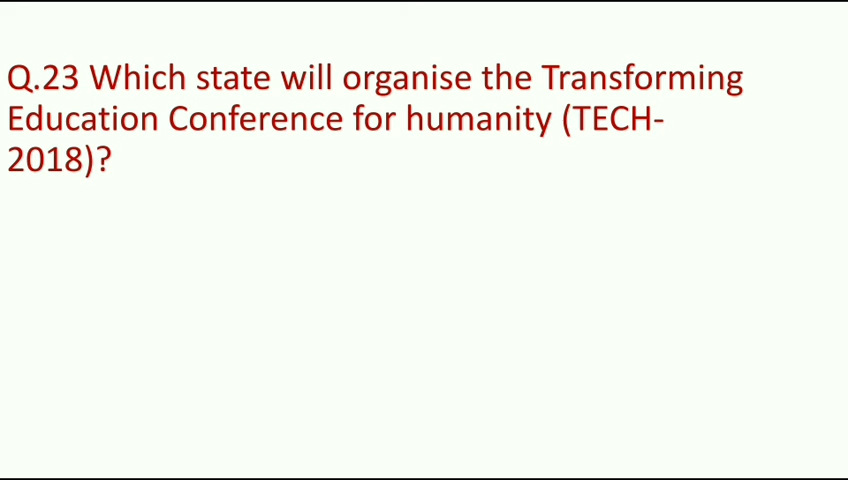 Q.23 Which state will organise the Transforming
Education Conference for humanity (TECH-
2018)?